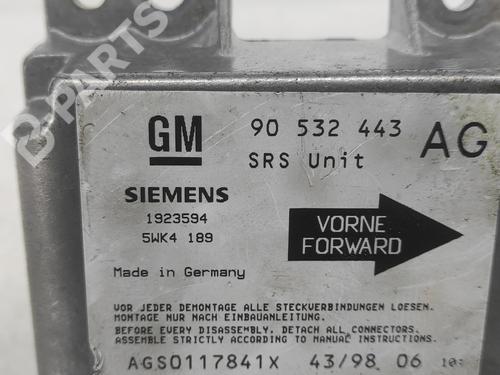 GM
90 532 443 AG
SRS Unit
SIEMENS
1923594
5WK4 189
VORNE
FORWARD
Made in Germany
VOR JEDER DEMONTAGE ALLE STECKVERBINDUNGEN LOESEN.
MONTAGE NUR NACH EINBAUANLEITUNG.
BEFORE EVERY DISASSEMBLY, DETACH ALL CONNECTORS.
ASSEMBLE STRICTLY ACCORDING TO MANUAL INSTRUCTIONS.
AGS0117841X 43/98 06